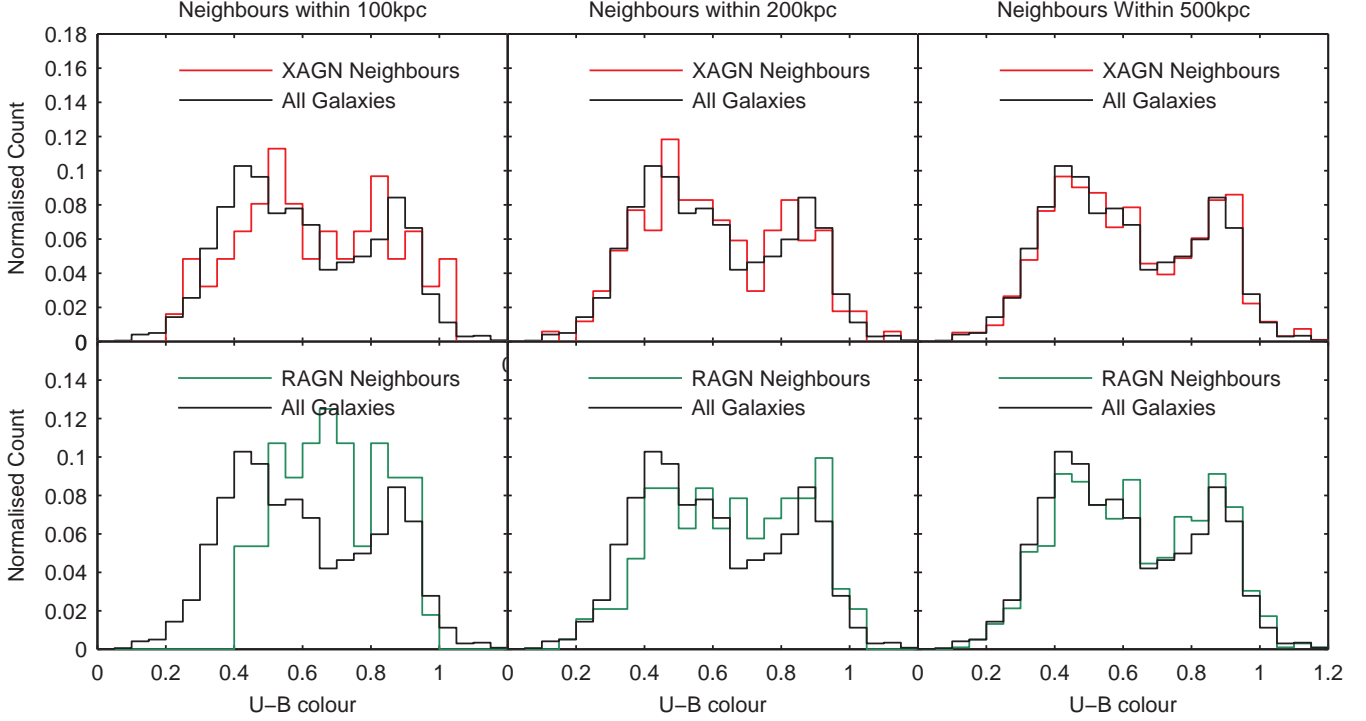 Neighbours within 100kpc
Neighbours within 200kpc
Neighbours Within 500kpc
Normalised Count
0.18
0.16
0.14
0.12
0.1
0.08
0.06
0.04
0.02
0
XAGN Neighbours
All Galaxies
XAGN Neighbours
All Galaxies
XAGN Neighbours
All Galaxies
Normalised Count
0.14
0.12
0.1
0.08
0.06
0.04
0.02
0
RAGN Neighbours
All Galaxies
RAGN Neighbours
All Galaxies
RAGN Neighbours
All Galaxies
0 0.2 0.4 0.6 0.8 1
0 0.2 0.4 0.6 0.8 1
0 0.2 0.4 0.6 0.8 1 1.2
U−B colour
U−B colour
U−B colour